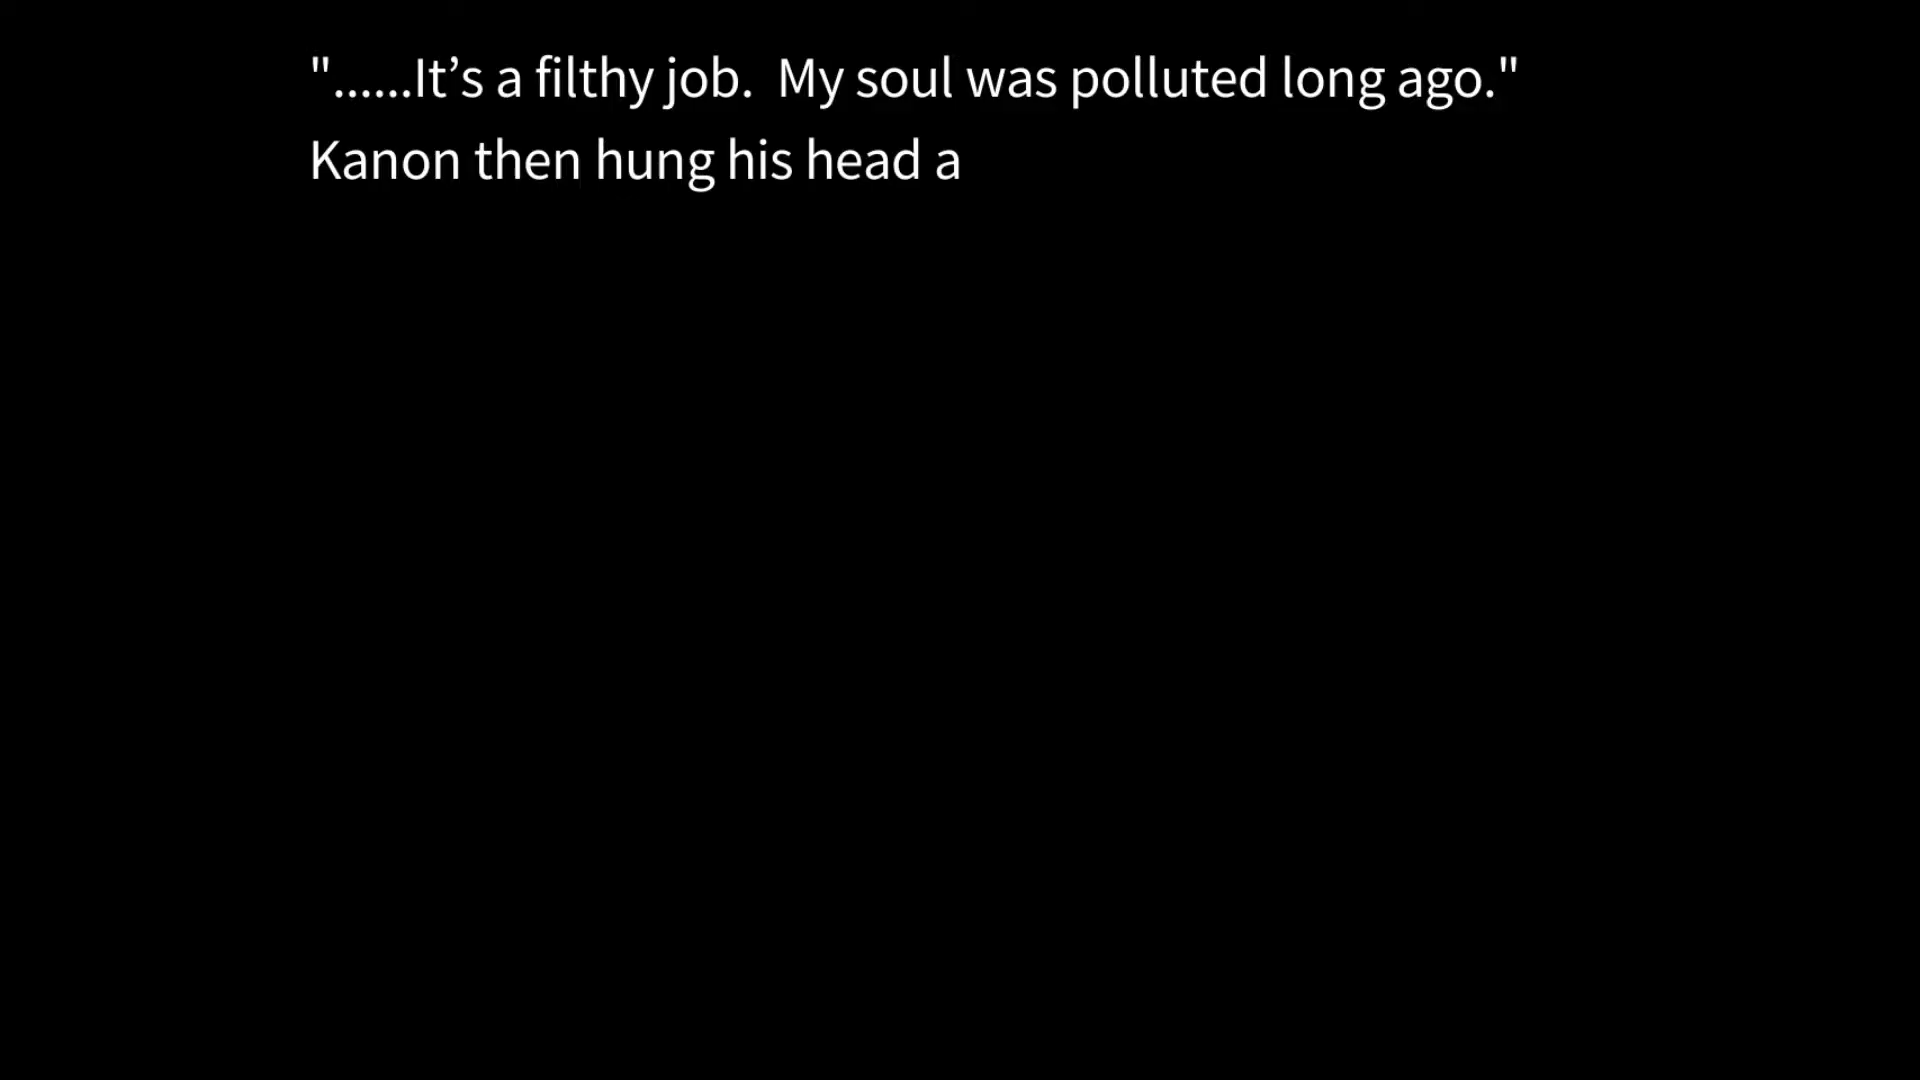 "......It’s a filthy job.  My soul was polluted long ago."
Kanon then hung his head a